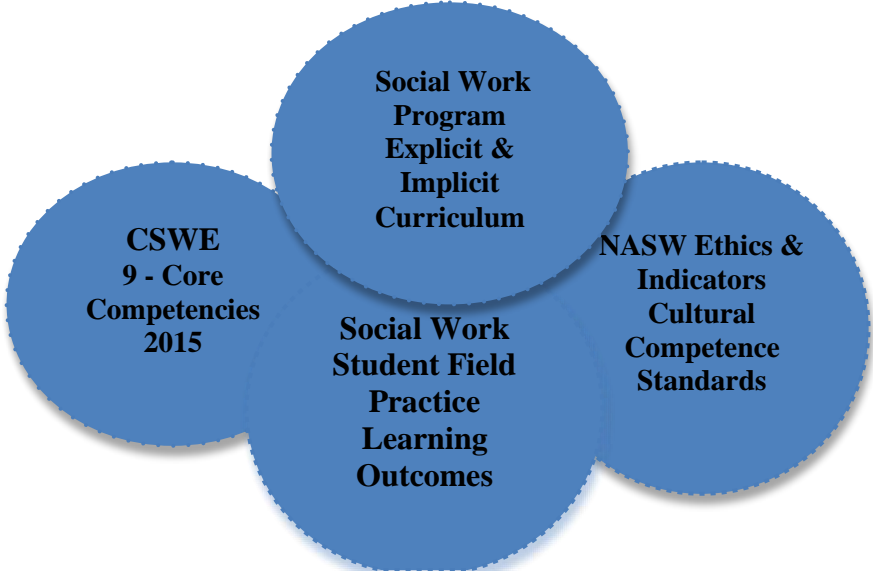 Social Work
Program
Explicit &
Implicit
Curriculum
CSWE
9 - Core
Competencies
2015
NASW Ethics &
Indicators
Cultural
Competence
Standards
Social Work
Student Field
Practice
Learning
Outcomes